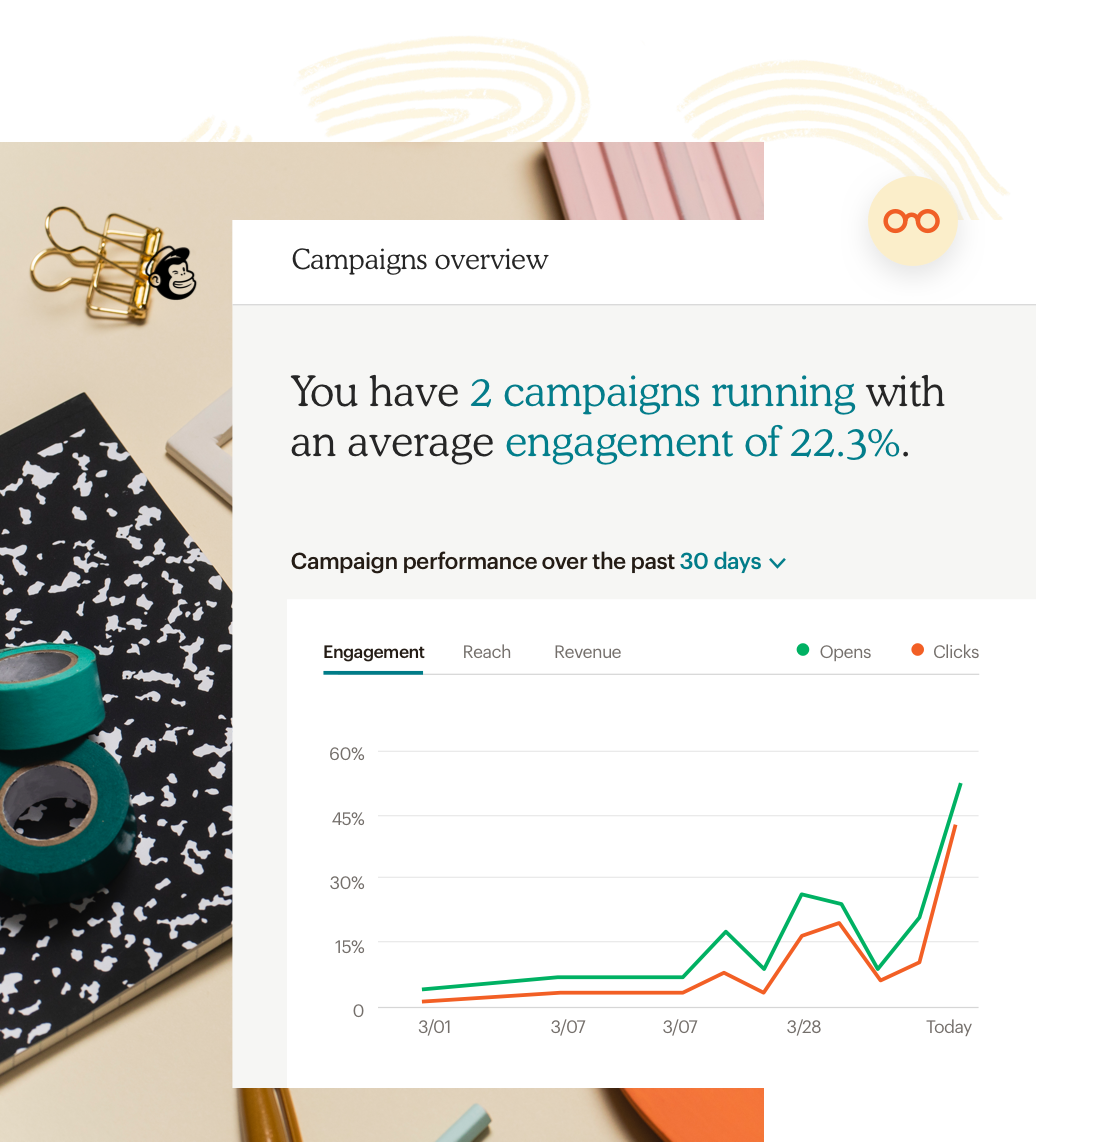 Campaigns overview
You have 2 campaigns running with
an average engagement of 22.3%.
Campaign performance over the past 30 days
Engagement Reach Revenue Opens Clicks
60%
45%
30%
15%
0
3/01 3/07 3/07 3/28 Today